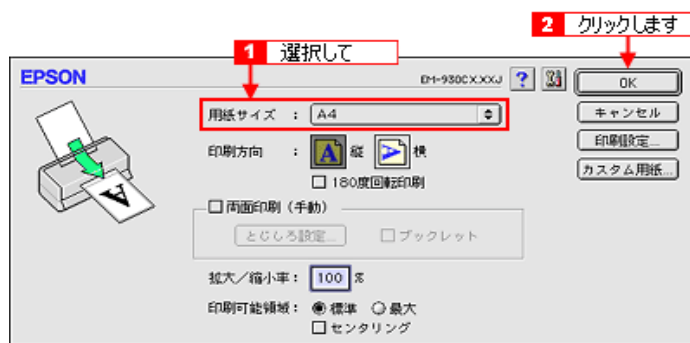 2 クリックします
1 選択して
EPSON
EM-930CX.XXJ
OK
用紙サイズ : A4
キャンセル
印刷方向 : 縦 横
印刷設定...
180度回転印刷
カスタム用紙...
両面印刷（手動）
とじしろ設定... ブックレット
拡大／縮小率 : 100 %
印刷可能領域 : 標準 最大
センタリング